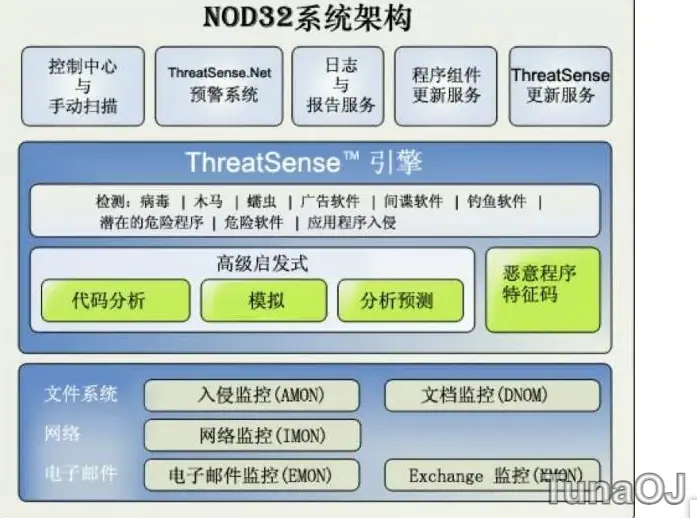 NOD32系统架构
控制中心
与
手动扫描
ThreatSense.Net
预警系统
日志
与
报告服务
程序组件
更新服务
ThreatSense
更新服务
ThreatSense™ 引擎
检测: 病毒 | 木马 | 蠕虫 | 广告软件 | 间谍软件 | 钓鱼软件 |
潜在的危险程序 | 危险软件 | 应用程序入侵
高级启发式
代码分析
模拟
分析预测
恶意程序
特征码
文件系统
入侵监控(AMON)
文档监控(DNOM)
网络
网络监控(IMON)
电子邮件
电子邮件监控(EMON)
Exchange 监控(XMON)
TunaOJ